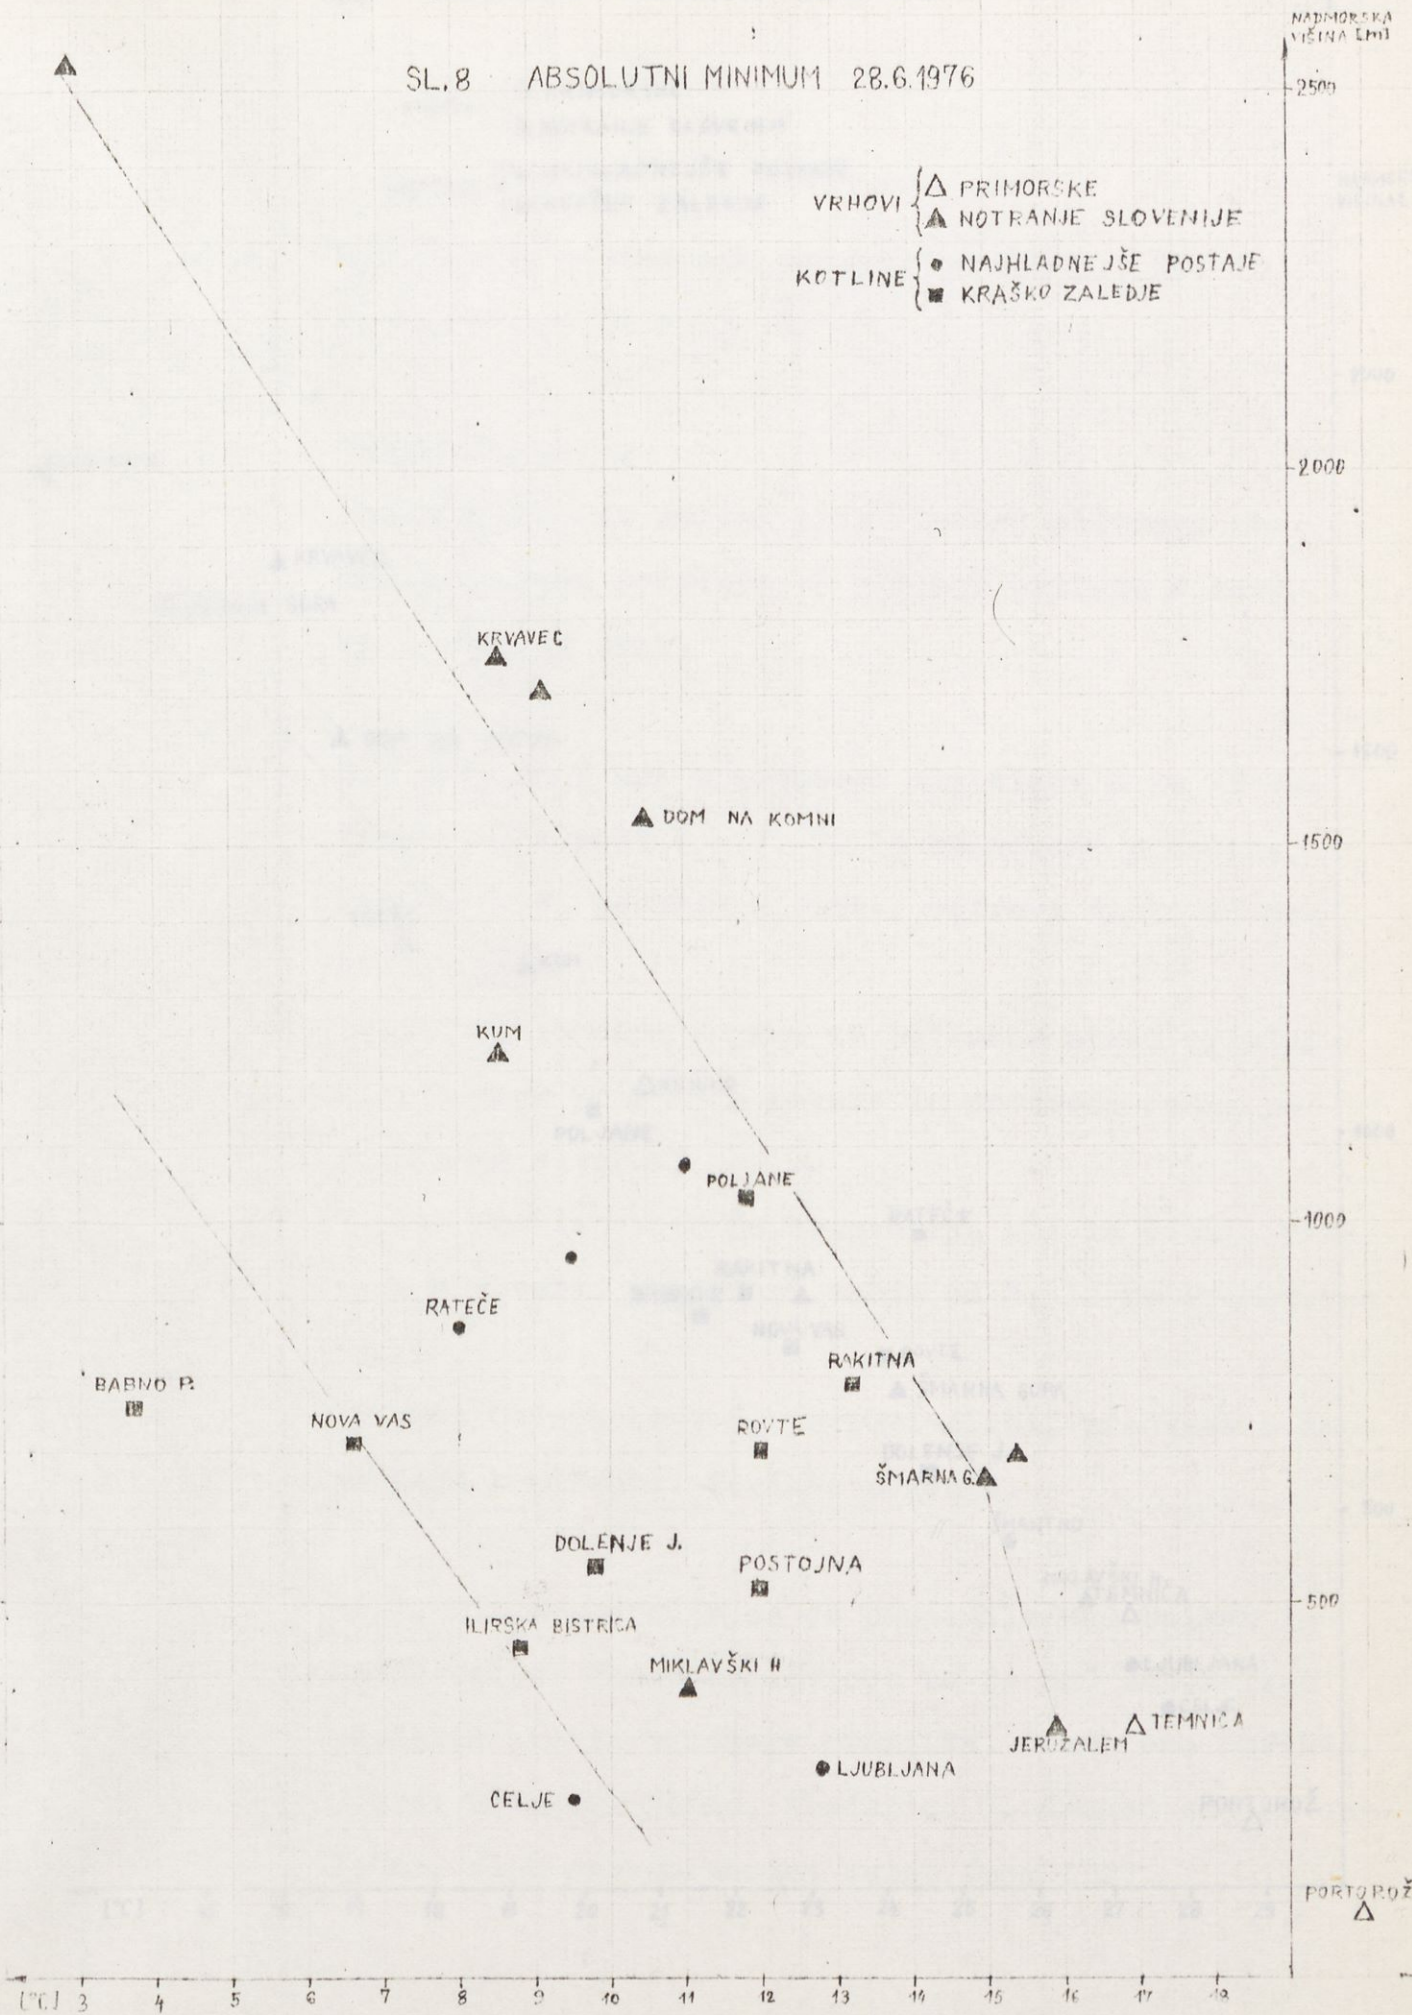 NADMORSKA
VIŠINA [m]
SL. 8 ABSOLUTNI MINIMUM 28.6.1976
2500
VRHOVI
△ PRIMORSKE
▲ NOTRANJE SLOVENIJE
KOTLINE
● NAJHLADNEJŠE POSTAJE
■ KRAŠKO ZALEDJE
2000
KRVAVEC
DOM NA KOMNI
1500
KUM
POLJANE
1000
RATEČE
RAKITNA
BABNO P.
NOVA VAS
ROVTE
ŠMARNA G.
DOLENJE J.
POSTOJNA
500
ILIRSKA BISTRICA
MIKLAVŠKI H
TEMNICA
JERUZALEM
LJUBLJANA
CELJE
PORTOROŽ
[°C] 3 4 5 6 7 8 9 10 11 12 13 14 15 16 17 18